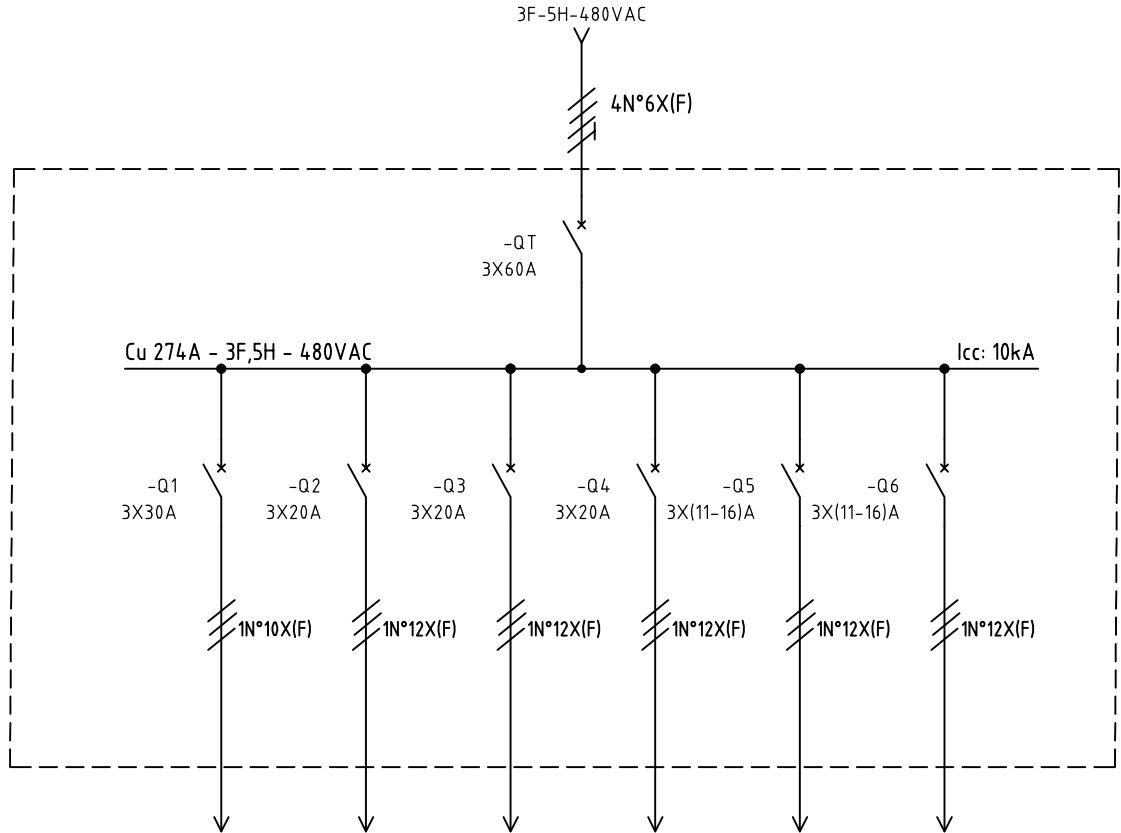 3F-5H-480VAC
4N°6X(F)
-QT
3X60A
Cu 274A - 3F,5H - 480VAC
Icc: 10kA
-Q1
3X30A
-Q2
3X20A
-Q3
3X20A
-Q4
3X20A
-Q5
3X(11-16)A
-Q6
3X(11-16)A
1N°10X(F)
1N°12X(F)
1N°12X(F)
1N°12X(F)
1N°12X(F)
1N°12X(F)